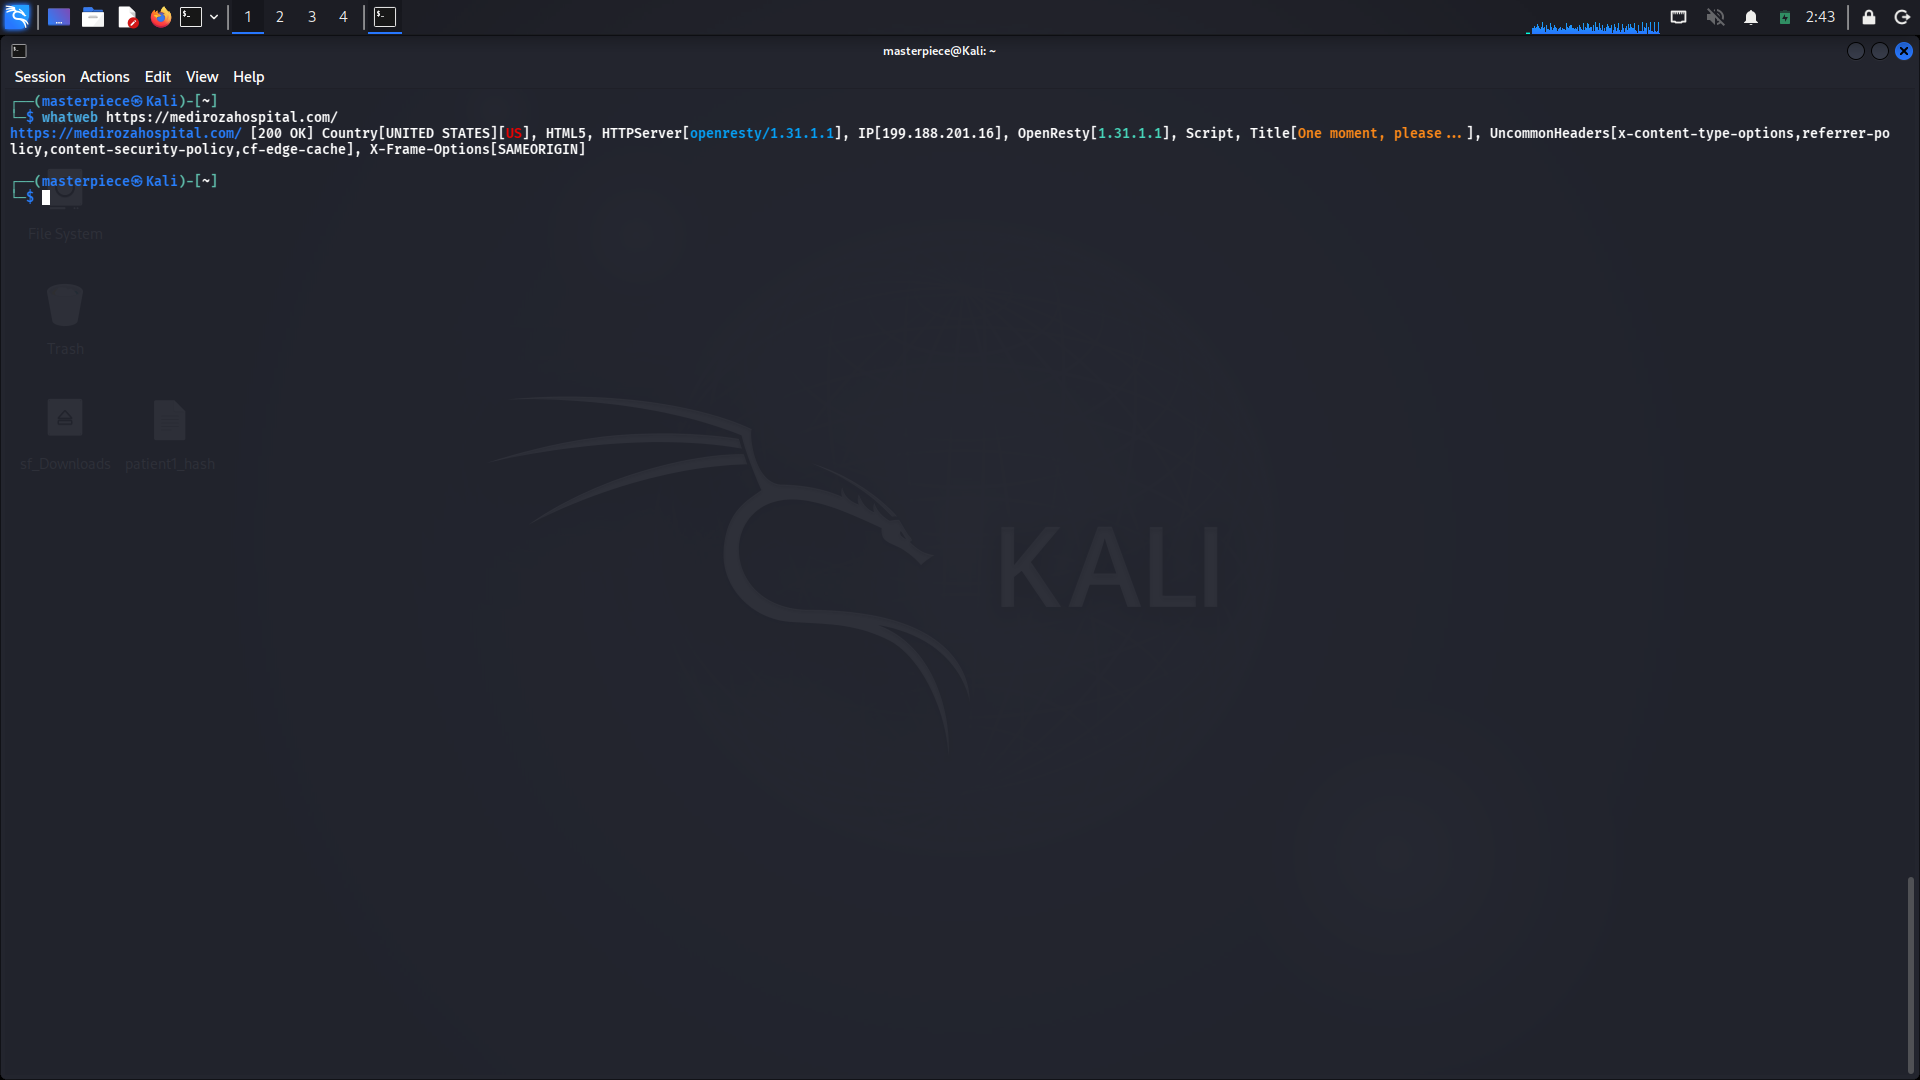 1 2 3 4 2:43
masterpiece@Kali: ~
Session Actions Edit View Help
┌──(masterpiece㉿Kali)-[~]
└─$ whatweb https://medirozahospital.com/
https://medirozahospital.com/ [200 OK] Country[UNITED STATES][US], HTML5, HTTPServer[openresty/1.31.1.1], IP[199.188.201.16], OpenResty[1.31.1.1], Script, Title[One moment, please...], UncommonHeaders[x-content-type-options,referrer-po
licy,content-security-policy,cf-edge-cache], X-Frame-Options[SAMEORIGIN]
┌──(masterpiece㉿Kali)-[~]
└─$
File System
Trash
sf_Downloads patient1_hash
KALI